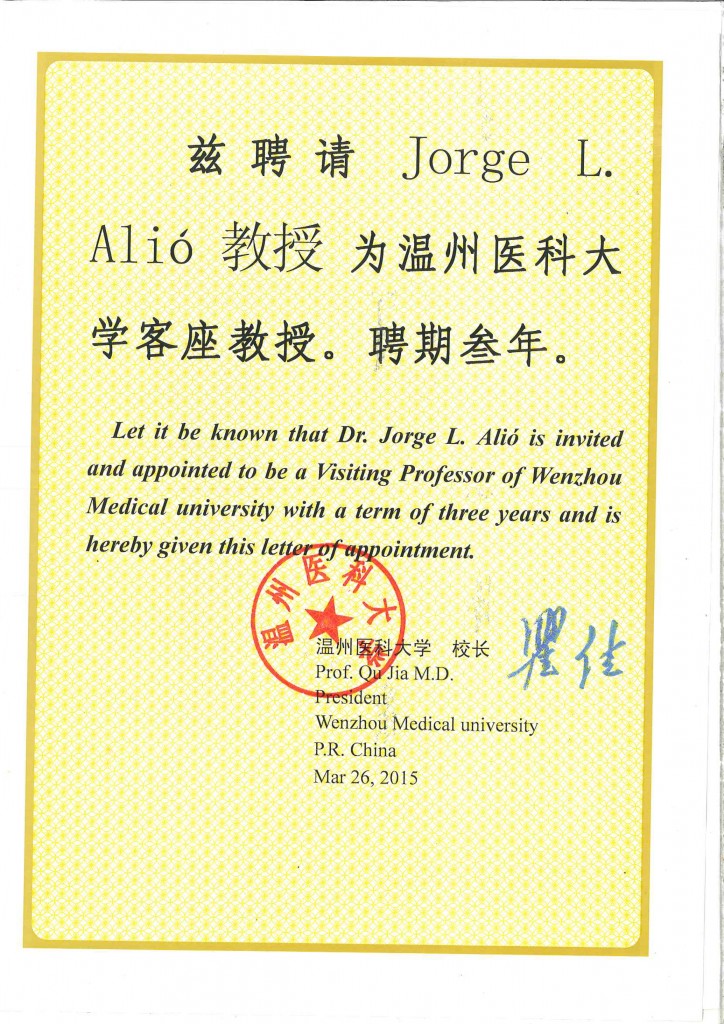 兹聘请 Jorge L.
Alió 教授 为温州医科大
学客座教授。聘期叁年。
Let it be known that Dr. Jorge L. Alió is invited
and appointed to be a Visiting Professor of Wenzhou
Medical university with a term of three years and is
hereby given this letter of appointment.
温州医科大学
温州医科大学 校长
瞿佳
Prof. Qu Jia M.D.
President
Wenzhou Medical university
P.R. China
Mar 26, 2015